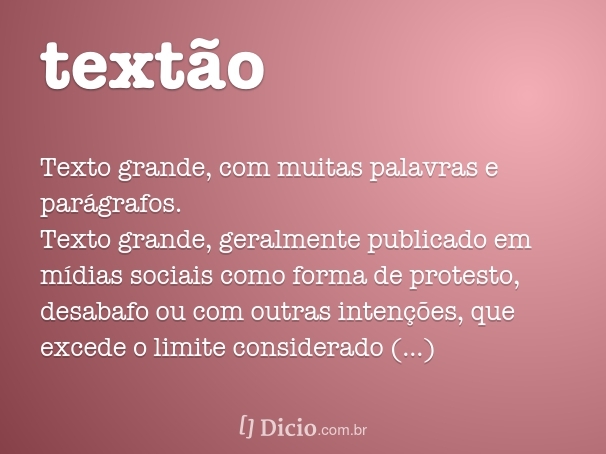 textão
Texto grande, com muitas palavras e
parágrafos.
Texto grande, geralmente publicado em
mídias sociais como forma de protesto,
desabafo ou com outras intenções, que
excede o limite considerado (...)
[] Dicio.com.br